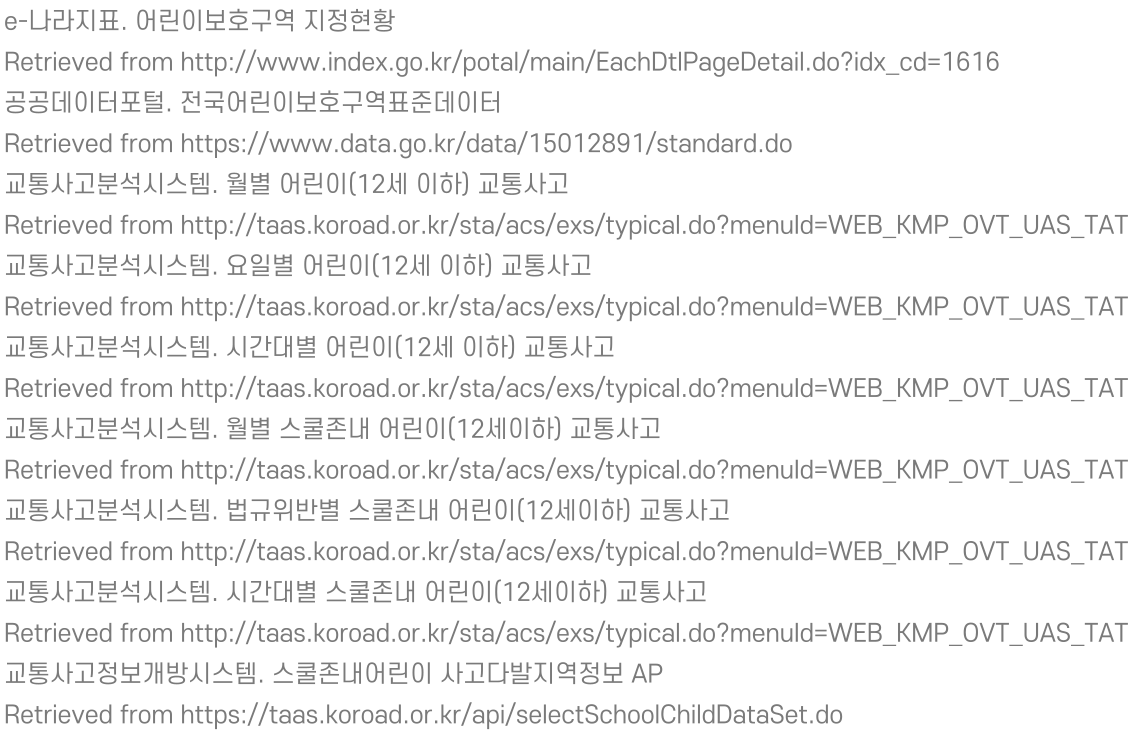 e-나라지표. 어린이보호구역 지정현황
Retrieved from http://www.index.go.kr/potal/main/EachDtlPageDetail.do?idx_cd=1616
공공데이터포털. 전국어린이보호구역표준데이터
Retrieved from https://www.data.go.kr/data/15012891/standard.do
교통사고분석시스템. 월별 어린이(12세 이하) 교통사고
Retrieved from http://taas.koroad.or.kr/sta/acs/exs/typical.do?menuId=WEB_KMP_OVT_UAS_TAT
교통사고분석시스템. 요일별 어린이(12세 이하) 교통사고
Retrieved from http://taas.koroad.or.kr/sta/acs/exs/typical.do?menuId=WEB_KMP_OVT_UAS_TAT
교통사고분석시스템. 시간대별 어린이(12세 이하) 교통사고
Retrieved from http://taas.koroad.or.kr/sta/acs/exs/typical.do?menuId=WEB_KMP_OVT_UAS_TAT
교통사고분석시스템. 월별 스쿨존내 어린이(12세이하) 교통사고
Retrieved from http://taas.koroad.or.kr/sta/acs/exs/typical.do?menuId=WEB_KMP_OVT_UAS_TAT
교통사고분석시스템. 법규위반별 스쿨존내 어린이(12세이하) 교통사고
Retrieved from http://taas.koroad.or.kr/sta/acs/exs/typical.do?menuId=WEB_KMP_OVT_UAS_TAT
교통사고분석시스템. 시간대별 스쿨존내 어린이(12세이하) 교통사고
Retrieved from http://taas.koroad.or.kr/sta/acs/exs/typical.do?menuId=WEB_KMP_OVT_UAS_TAT
교통사고정보개방시스템. 스쿨존내어린이 사고다발지역정보 AP
Retrieved from https://taas.koroad.or.kr/api/selectSchoolChildDataSet.do